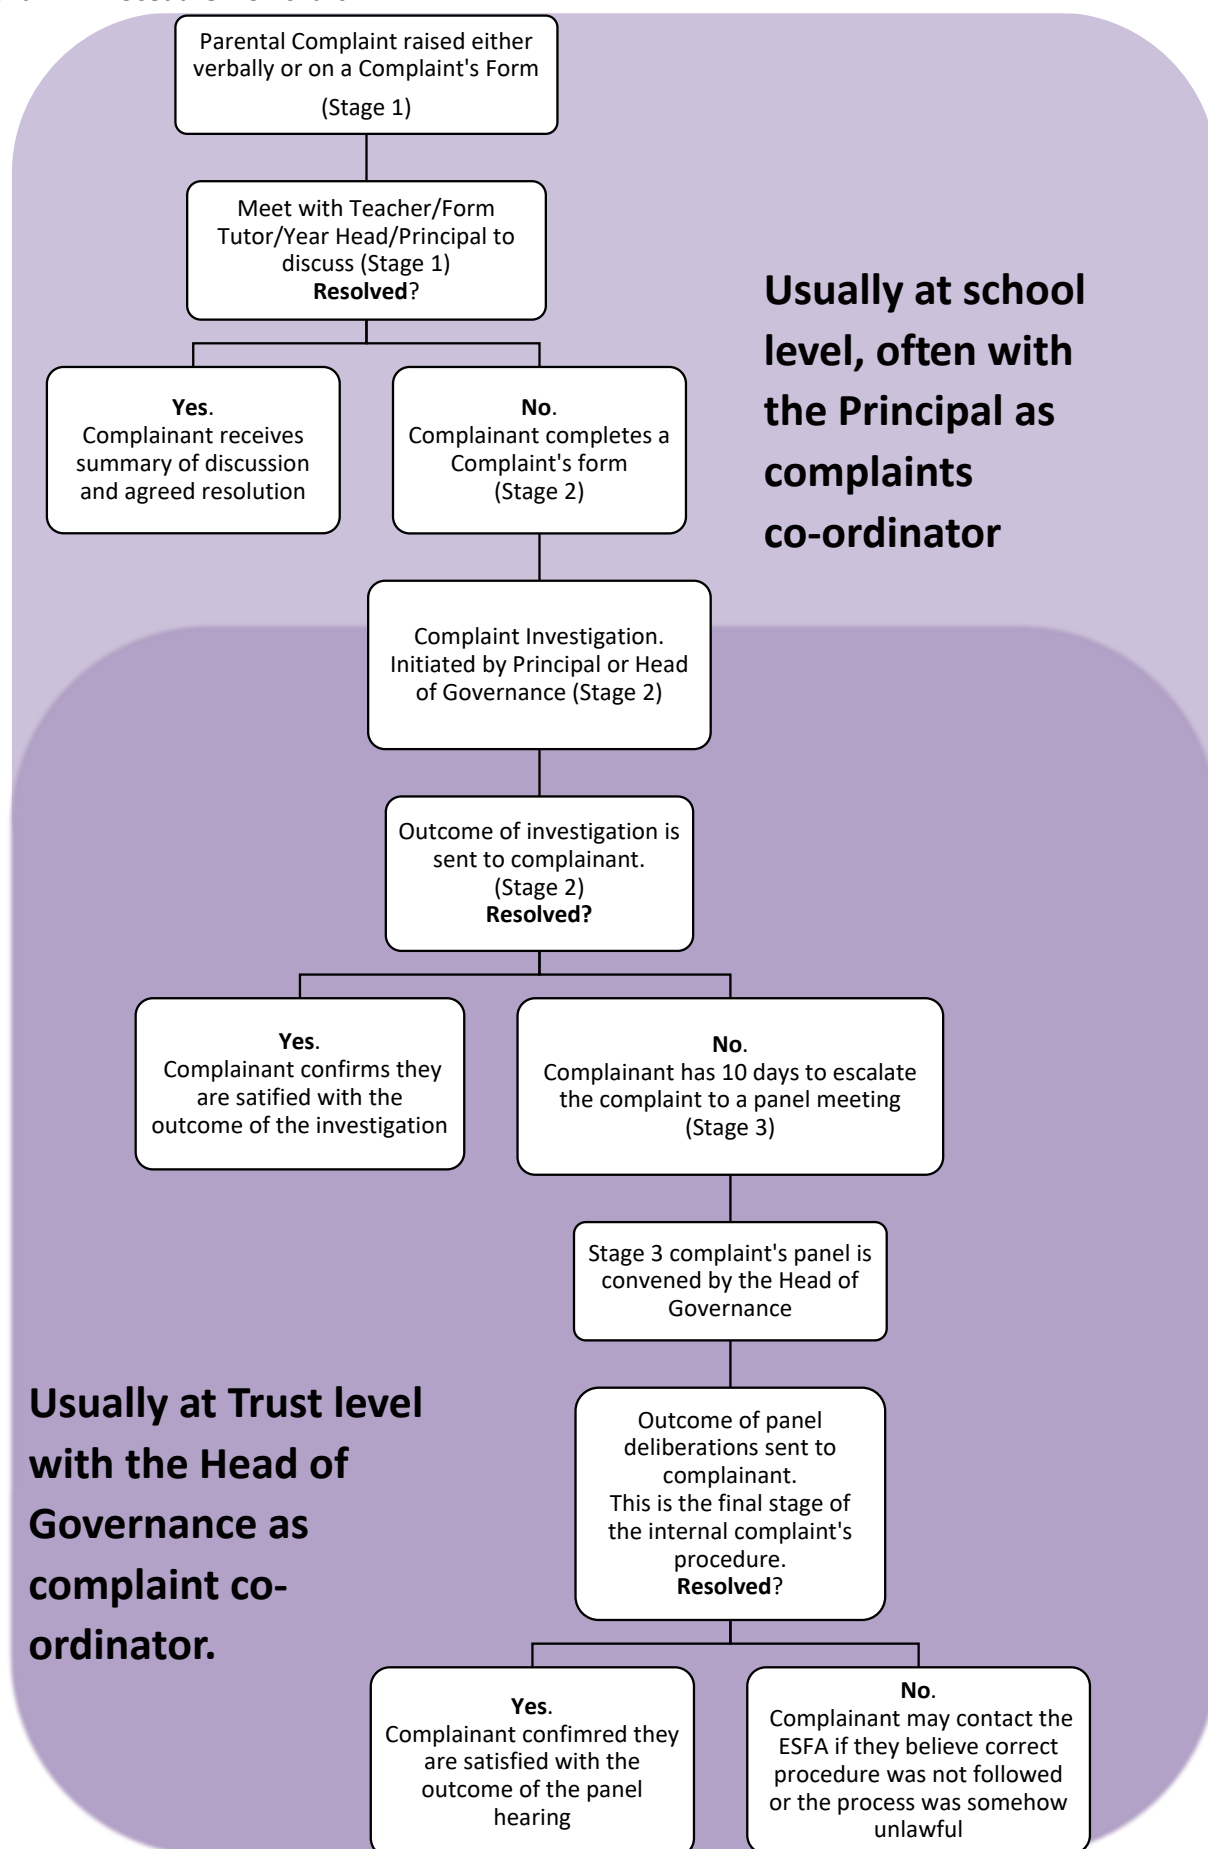 Parental Complaint raised either
verbally or on a Complaint's Form
(Stage 1)
Meet with Teacher/Form
Tutor/Year Head/Principal to
discuss (Stage 1)
Resolved?
Usually at school
level, often with
the Principal as
complaints
co-ordinator
Yes.
Complainant receives
summary of discussion
and agreed resolution
No.
Complainant completes a
Complaint's form
(Stage 2)
Complaint Investigation.
Initiated by Principal or Head
of Governance (Stage 2)
Outcome of investigation is
sent to complainant.
(Stage 2)
Resolved?
Yes.
Complainant confirms they
are satified with the
outcome of the investigation
No.
Complainant has 10 days to escalate
the complaint to a panel meeting
(Stage 3)
Stage 3 complaint's panel is
convened by the Head of
Governance
Usually at Trust level
with the Head of
Governance as
complaint co-
ordinator.
Outcome of panel
deliberations sent to
complainant.
This is the final stage of
the internal complaint's
procedure.
Resolved?
Yes.
Complainant confimred they
are satisfied with the
outcome of the panel
hearing
No.
Complainant may contact the
ESFA if they believe correct
procedure was not followed
or the process was somehow
unlawful